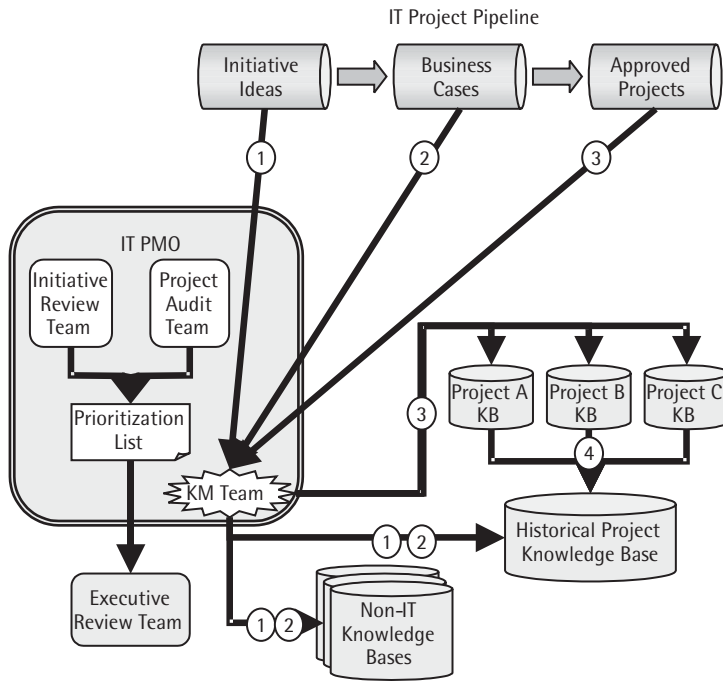 IT Project Pipeline
Initiative
Ideas
Business
Cases
Approved
Projects
1
2
3
IT PMO
Initiative
Review
Team
Project
Audit
Team
Prioritization
List
KM Team
3
Project A
KB
Project B
KB
Project C
KB
4
Historical Project
Knowledge Base
1 2
Executive
Review Team
1 2
Non-IT
Knowledge
Bases